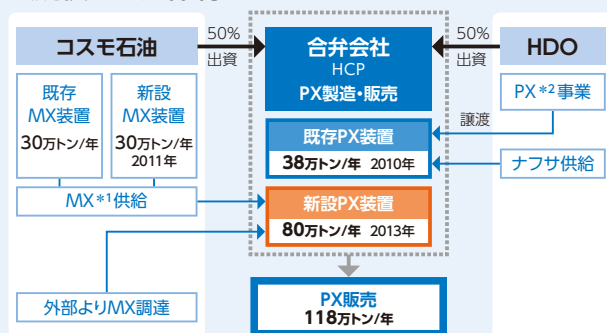 コスモ石油
50%
出資
合弁会社
HCP
PX製造・販売
50%
出資
HDO
既存
MX装置
30万トン/年
新設
MX装置
30万トン/年
2011年
PX*2事業
譲渡
既存PX装置
38万トン/年 2010年
ナフサ供給
MX*1供給
新設PX装置
80万トン/年 2013年
外部よりMX調達
PX販売
118万トン/年